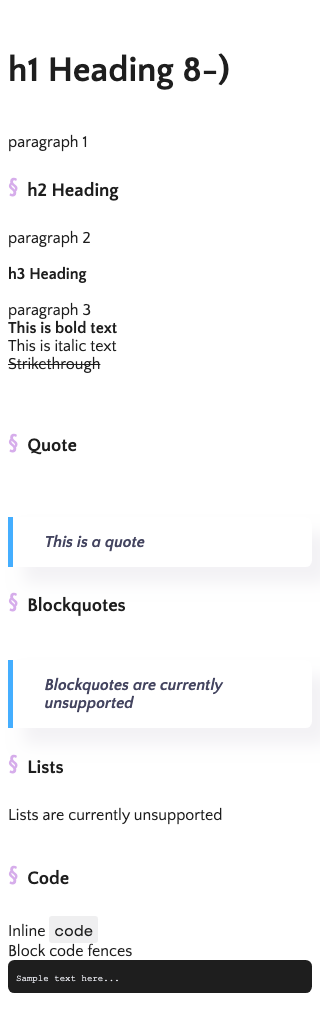 h1 Heading 8-)
paragraph 1
§ h2 Heading
paragraph 2
h3 Heading
paragraph 3
This is bold text
This is italic text
Strikethrough
§ Quote
This is a quote
§ Blockquotes
Blockquotes are currently
unsupported
§ Lists
Lists are currently unsupported
§ Code
Inline code
Block code fences
Sample text here...